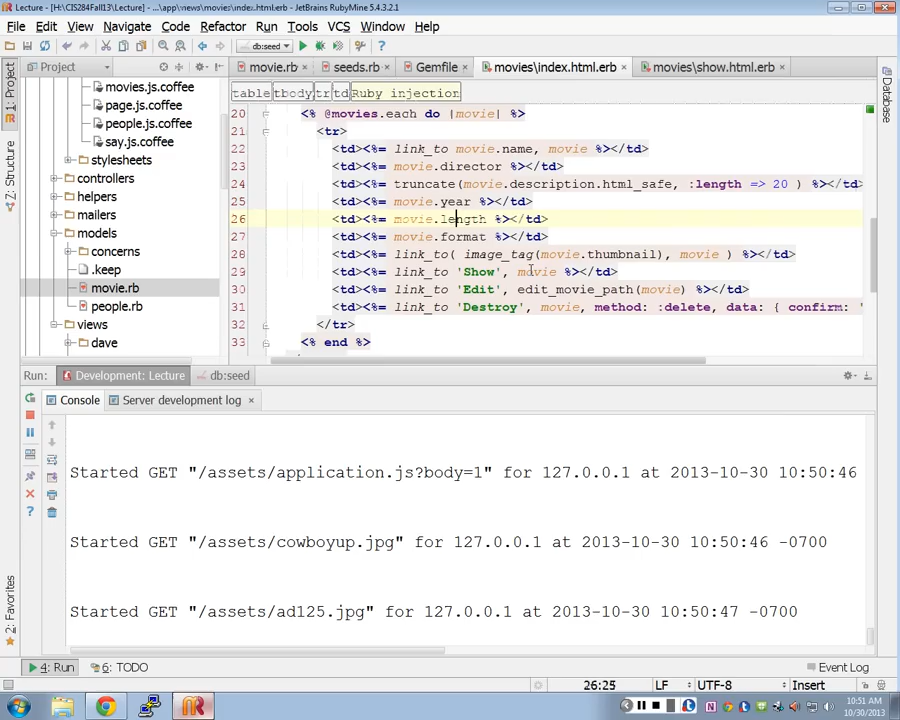 Lecture - [H:\CIS284Fall13\Lecture] - ...\app\views\movies\index.html.erb - JetBrains RubyMine 5.4.3.2.1
File Edit View Navigate Code Refactor Run Tools VCS Window Help
db:seed
1: Project
Project
movie.rb seeds.rb Gemfile movies\index.html.erb movies\show.html.erb
Database
movies.js.coffee
page.js.coffee
people.js.coffee
say.js.coffee
stylesheets
controllers
helpers
mailers
models
concerns
.keep
movie.rb
people.rb
views
dave
7: Structure
table tbody tr td Ruby injection
20 <% @movies.each do |movie| %>
21 <tr>
22 <td><%= link_to movie.name, movie %></td>
23 <td><%= movie.director %></td>
24 <td><%= truncate(movie.description.html_safe, :length => 20 ) %></td>
25 <td><%= movie.year %></td>
26 <td><%= movie.length %></td>
27 <td><%= movie.format %></td>
28 <td><%= link_to( image_tag(movie.thumbnail), movie ) %></td>
29 <td><%= link_to 'Show', movie %></td>
30 <td><%= link_to 'Edit', edit_movie_path(movie) %></td>
31 <td><%= link_to 'Destroy', movie, method: :delete, data: { confirm: '
32 </tr>
33 <% end %>
Run: Development: Lecture db:seed
Console Server development log
Started GET "/assets/application.js?body=1" for 127.0.0.1 at 2013-10-30 10:50:46
Started GET "/assets/cowboyup.jpg" for 127.0.0.1 at 2013-10-30 10:50:46 -0700
Started GET "/assets/ad125.jpg" for 127.0.0.1 at 2013-10-30 10:50:47 -0700
2: Favorites
4: Run 6: TODO Event Log
26:25 LF UTF-8 Insert
10:51 AM
10/30/2013